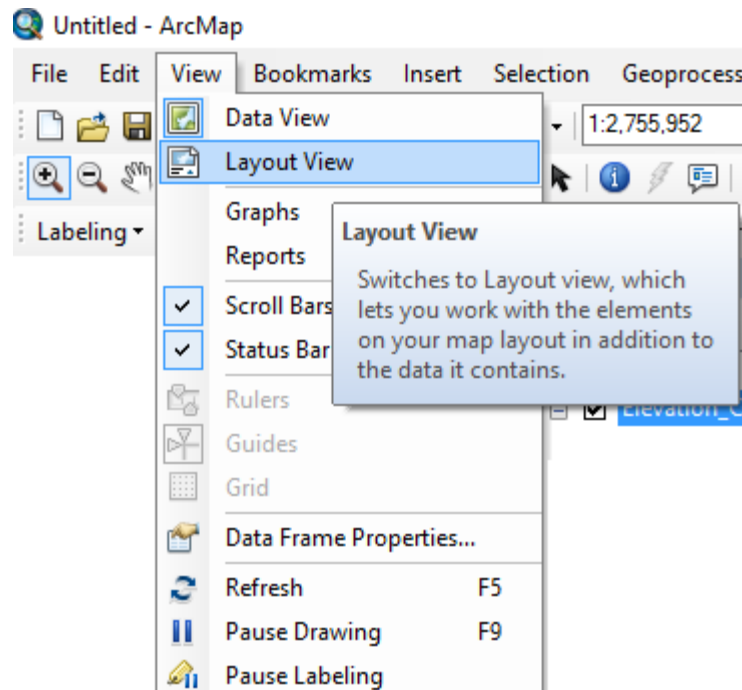 Untitled - ArcMap
File Edit View Bookmarks Insert Selection Geoprocess
Data View
1:2,755,952
Layout View
Labeling
Graphs
Reports
Layout View
Switches to Layout view, which
lets you work with the elements
on your map layout in addition to
the data it contains.
Scroll Bars
Status Bar
Rulers
Elevation_C
Guides
Grid
Data Frame Properties...
Refresh F5
Pause Drawing F9
Pause Labeling